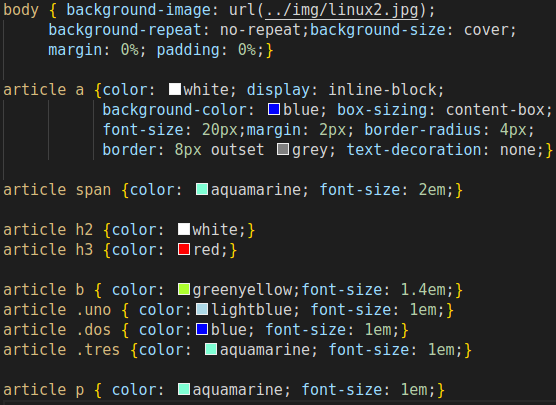 body { background-image: url(../img/linux2.jpg);
background-repeat: no-repeat;background-size: cover;
margin: 0%; padding: 0%;}
article a {color: white; display: inline-block;
background-color: blue; box-sizing: content-box;
font-size: 20px;margin: 2px; border-radius: 4px;
border: 8px outset grey; text-decoration: none;}
article span {color: aquamarine; font-size: 2em;}
article h2 {color: white;}
article h3 {color: red;}
article b { color: greenyellow;font-size: 1.4em;}
article .uno { color: lightblue; font-size: 1em;}
article .dos { color: blue; font-size: 1em;}
article .tres {color: aquamarine; font-size: 1em;}
article p { color: aquamarine; font-size: 1em;}